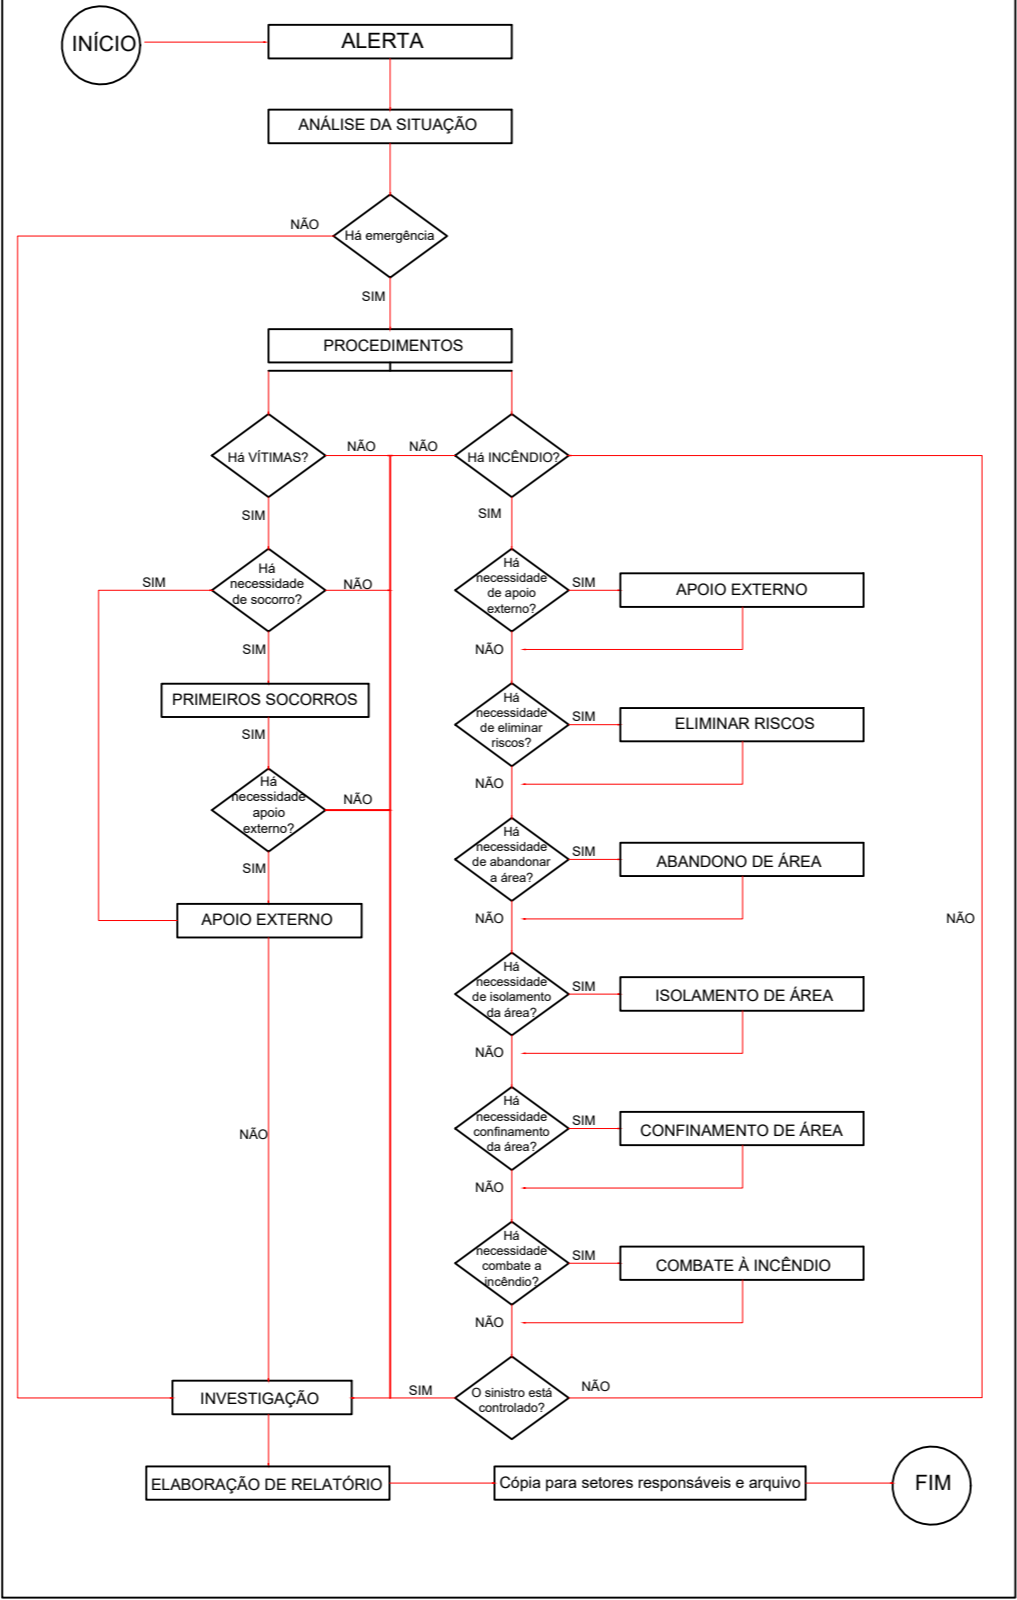 INÍCIO
ALERTA
ANÁLISE DA SITUAÇÃO
NÃO
Há emergência
SIM
PROCEDIMENTOS
Há VÍTIMAS?
NÃO
NÃO
Há INCÊNDIO?
SIM
SIM
SIM
Há
necessidade
de socorro?
NÃO
Há
necessidade
de apoio
externo?
SIM
APOIO EXTERNO
SIM
NÃO
PRIMEIROS SOCORROS
Há
necessidade
de eliminar
riscos?
SIM
ELIMINAR RISCOS
SIM
NÃO
Há
necessidade
apoio
externo?
NÃO
Há
necessidade
de abandonar
a área?
SIM
ABANDONO DE ÁREA
SIM
NÃO
NÃO
APOIO EXTERNO
Há
necessidade
de isolamento
da área?
SIM
ISOLAMENTO DE ÁREA
NÃO
Há
necessidade
confinamento
da área?
SIM
CONFINAMENTO DE ÁREA
NÃO
NÃO
Há
necessidade
combate a
incêndio?
SIM
COMBATE À INCÊNDIO
NÃO
INVESTIGAÇÃO
SIM
O sinistro está
controlado?
NÃO
ELABORAÇÃO DE RELATÓRIO
Cópia para setores responsáveis e arquivo
FIM